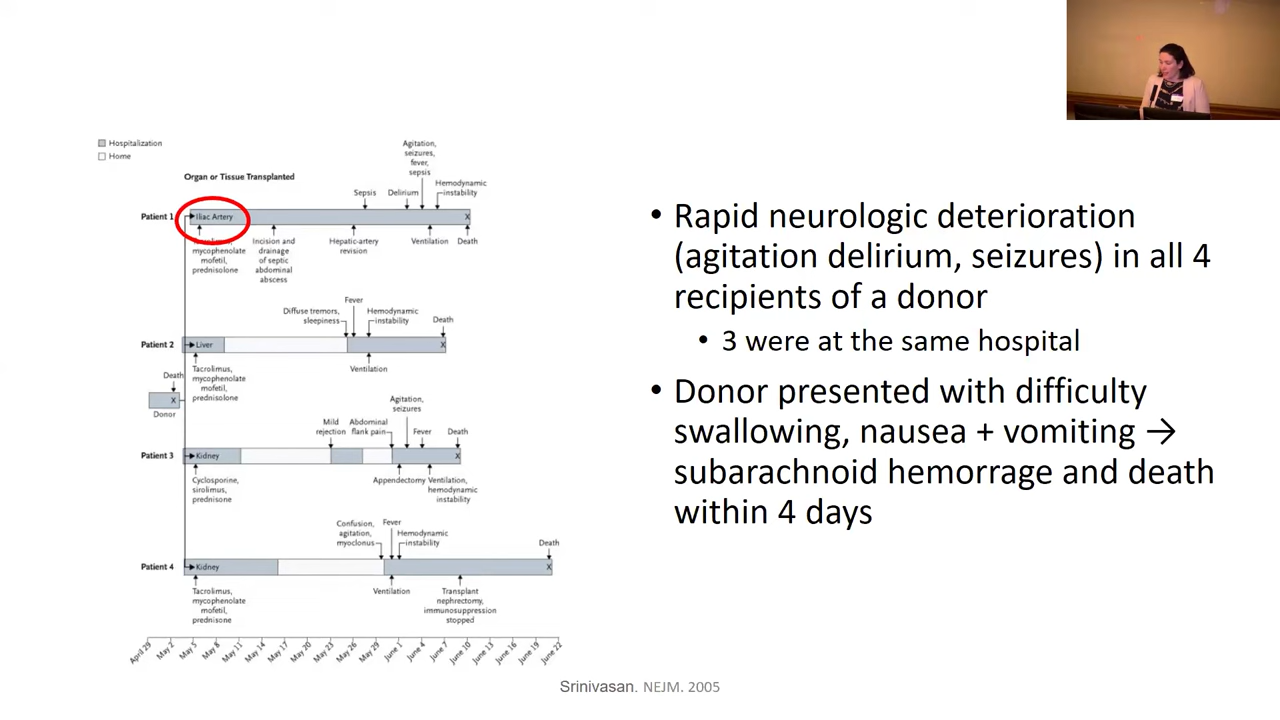 Hospitalization
Home
Organ or Tissue Transplanted
Agitation,
seizures,
fever,
sepsis
Sepsis
Delirium
Hemodynamic
instability
Patient 1
Iliac Artery
X
Tacrolimus,
mycophenolate
mofetil,
prednisolone
Incision and
drainage
of septic
abdominal
abscess
Hepatic-artery
revision
Ventilation
Death
Diffuse tremors,
sleepiness
Fever
Hemodynamic
instability
Death
Patient 2
Liver
X
Tacrolimus,
mycophenolate
mofetil,
prednisolone
Ventilation
Death
X
Donor
Mild
rejection
Abdominal
flank pain
Agitation,
seizures
Fever
Death
Patient 3
Kidney
X
Cyclosporine,
sirolimus,
prednisone
Appendectomy
Ventilation,
hemodynamic
instability
Confusion,
agitation,
myoclonus
Fever
Hemodynamic
instability
Death
Patient 4
Kidney
X
Tacrolimus,
mycophenolate
mofetil,
prednisone
Ventilation
Transplant
nephrectomy,
immunosuppression
stopped
April 29 May 2 May 5 May 8 May 11 May 14 May 17 May 20 May 23 May 26 May 29 June 1 June 4 June 7 June 10 June 13 June 16 June 19 June 22
• Rapid neurologic deterioration
(agitation delirium, seizures) in all 4
recipients of a donor
• 3 were at the same hospital
• Donor presented with difficulty
swallowing, nausea + vomiting →
subarachnoid hemorrage and death
within 4 days
Srinivasan. NEJM. 2005